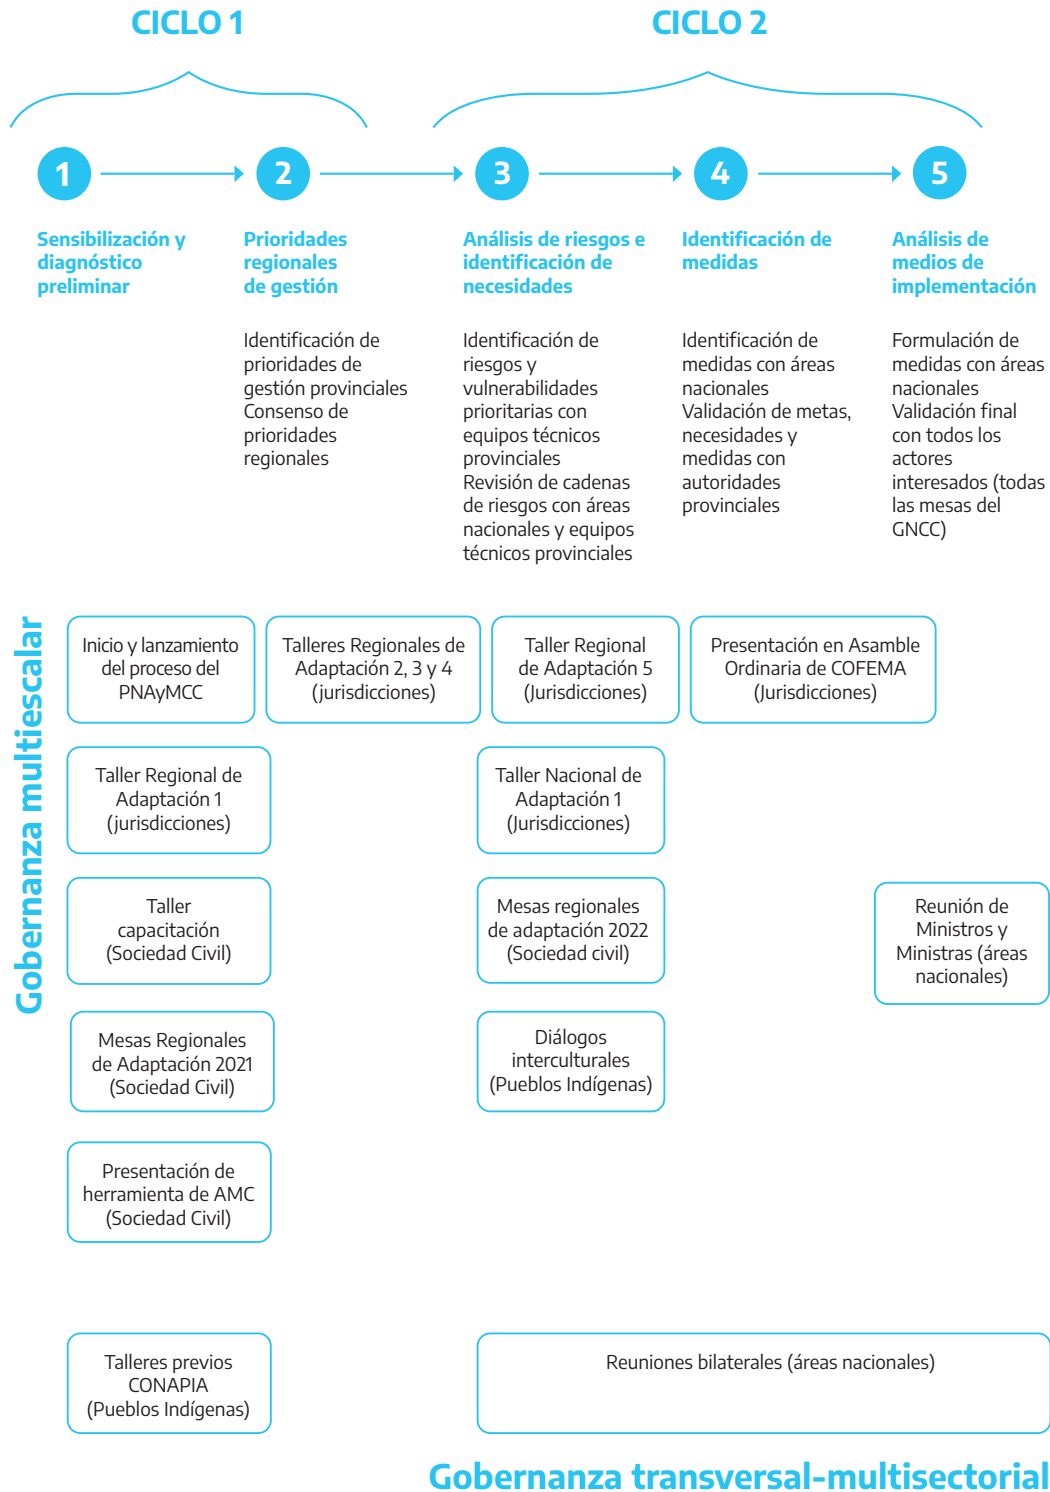 CICLO 1
CICLO 2
1
2
3
4
5
Sensibilización y
diagnóstico
preliminar
Prioridades
regionales
de gestión
Identificación de
prioridades de
gestión provinciales
Consenso de
prioridades
regionales
Análisis de riesgos e
identificación de
necesidades
Identificación de
riesgos y
vulnerabilidades
prioritarias con
equipos técnicos
provinciales
Revisión de cadenas
de riesgos con áreas
nacionales y equipos
técnicos provinciales
Identificación de
medidas
Identificación de
medidas con áreas
nacionales
Validación de metas,
necesidades y
medidas con
autoridades
provinciales
Análisis de
medios de
implementación
Formulación de
medidas con áreas
nacionales
Validación final
con todos los
actores
interesados (todas
las mesas del
GNCC)
Gobernanza multiescalar
Inicio y lanzamiento
del proceso del
PNAyMCC
Talleres Regionales de
Adaptación 2, 3 y 4
(jurisdicciones)
Taller Regional
de Adaptación 5
(Jurisdicciones)
Presentación en Asamble
Ordinaria de COFEMA
(Jurisdicciones)
Taller Regional de
Adaptación 1
(jurisdicciones)
Taller Nacional de
Adaptación 1
(Jurisdicciones)
Taller
capacitación
(Sociedad Civil)
Mesas regionales
de adaptación 2022
(Sociedad civil)
Reunión de
Ministros y
Ministras (áreas
nacionales)
Mesas Regionales
de Adaptación 2021
(Sociedad Civil)
Diálogos
interculturales
(Pueblos Indígenas)
Presentación de
herramienta de AMC
(Sociedad Civil)
Talleres previos
CONAPIA
(Pueblos Indígenas)
Reuniones bilaterales (áreas nacionales)
Gobernanza transversal-multisectorial